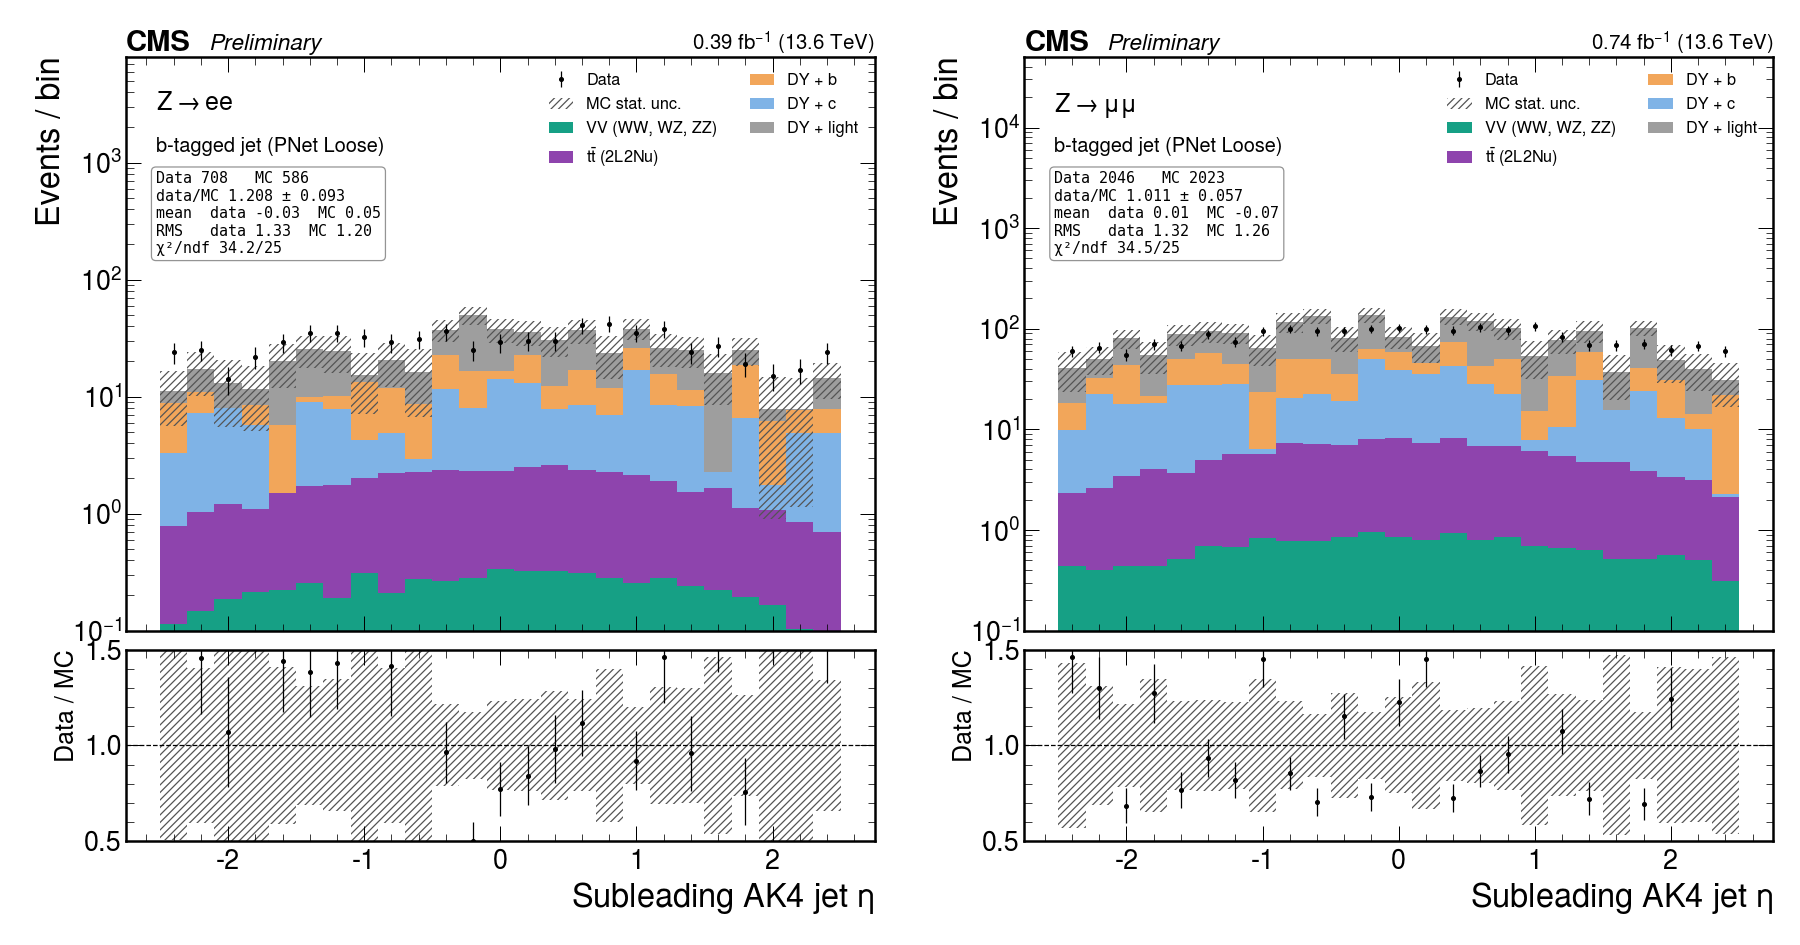 CMS Preliminary 0.39 fb⁻¹ (13.6 TeV)
Events / bin
Z → ee
b-tagged jet (PNet Loose)
Data 708   MC 586
data/MC 1.208 ± 0.093
mean  data -0.03  MC 0.05
RMS   data 1.33  MC 1.20
χ²/ndf 34.2/25
Data
MC stat. unc.
VV (WW, WZ, ZZ)
tt̄ (2L2Nu)
DY + b
DY + c
DY + light
10³
10²
10¹
10⁰
10⁻¹
Data / MC
1.5
1.0
0.5
-2 -1 0 1 2
Subleading AK4 jet η
CMS Preliminary 0.74 fb⁻¹ (13.6 TeV)
Events / bin
Z → μμ
b-tagged jet (PNet Loose)
Data 2046   MC 2023
data/MC 1.011 ± 0.057
mean  data 0.01  MC -0.07
RMS   data 1.32  MC 1.26
χ²/ndf 34.5/25
Data
MC stat. unc.
VV (WW, WZ, ZZ)
tt̄ (2L2Nu)
DY + b
DY + c
DY + light
10⁴
10³
10²
10¹
10⁰
10⁻¹
Data / MC
1.5
1.0
0.5
-2 -1 0 1 2
Subleading AK4 jet η